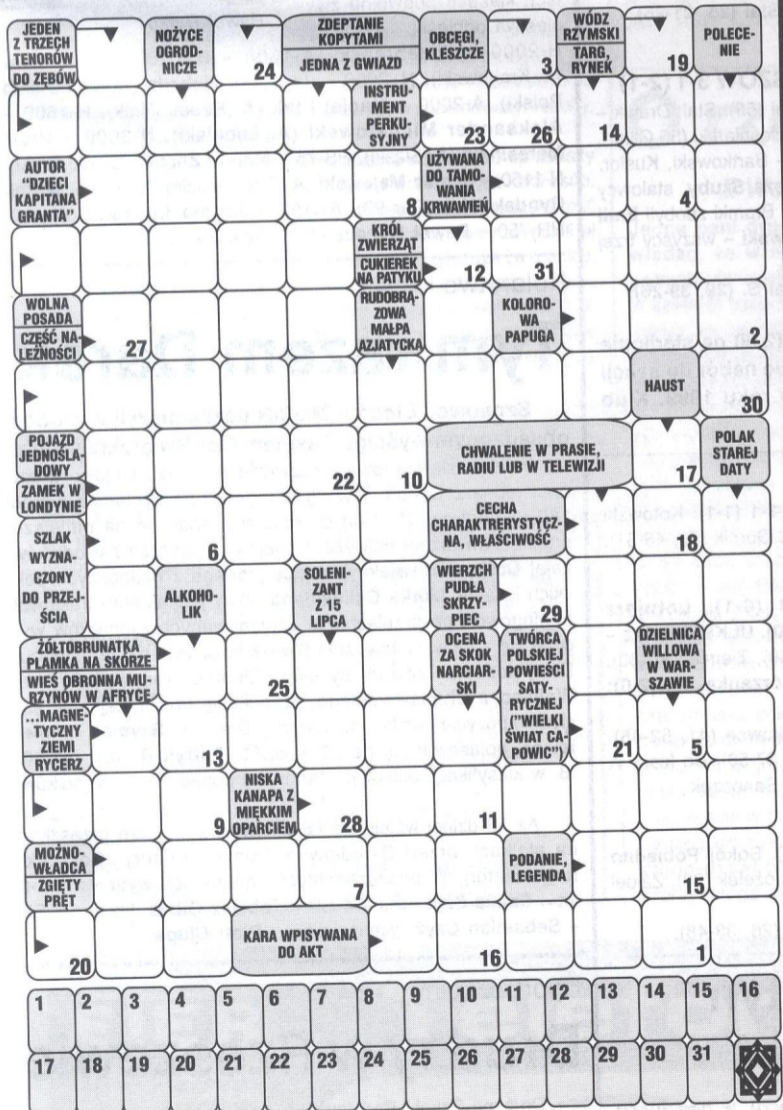 JEDEN
Z TRZECH
TENORÓW
DO ZĘBÓW
NOŻYCE
OGROD-
NICZE
24
ZDEPTANIE
KOPYTAMI
JEDNA Z GWIAZD
OBCĘGI,
KLESZCZE
3
WÓDZ
RZYMSKI
TARG,
RYNEK
19
POLECE-
NIE
INSTRU-
MENT
PERKU-
SYJNY
23
26
14
AUTOR
"DZIECI
KAPITANA
GRANTA"
8
UŻYWANA
DO TAMO-
WANIA
KRWAWIEŃ
4
KRÓL
ZWIERZĄT
CUKIEREK
NA PATYKU
12
31
WOLNA
POSADA
CZĘŚĆ NA-
LEŻNOŚCI
27
RUDOBRĄ-
ZOWA
MAŁPA
AZJATYCKA
KOLORO-
WA
PAPUGA
2
HAUST
30
POJAZD
JEDNOŚLA-
DOWY
ZAMEK W
LONDYNIE
22
10
CHWALENIE W PRASIE,
RADIU LUB W TELEWIZJI
17
POLAK
STAREJ
DATY
SZLAK
WYZNA-
CZONY
DO PRZEJ-
ŚCIA
6
CECHA
CHARAKTRERYSTYCZ-
NA, WŁAŚCIWOŚĆ
18
ALKOHO-
LIK
SOLENI-
ZANT
Z 15
LIPCA
WIERZCH
PUDŁA
SKRZY-
PIEC
29
ŻÓŁTOBRUNATKA
PLAMKA NA SKÓRZE
WIEŚ OBRONNA MU-
RZYNÓW W AFRYCE
25
OCENA
ZA SKOK
NARCIAR-
SKI
TWÓRCA
POLSKIEJ
POWIEŚCI
SATY-
RYCZNEJ
("WIELKI
ŚWIAT CA-
POWIC")
DZIELNICA
WILLOWA
W WAR-
SZAWIE
...MAGNE-
TYCZNY
ZIEMI
RYCERZ
13
21
5
9
NISKA
KANAPA Z
MIĘKKIM
OPARCIEM
28
11
MOŻNO-
WŁADCA
ZGIĘTY
PRĘT
7
PODANIE,
LEGENDA
15
20
KARA WPISYWANA
DO AKT
16
1
1 2 3 4 5 6 7 8 9 10 11 12 13 14 15 16
17 18 19 20 21 22 23 24 25 26 27 28 29 30 31